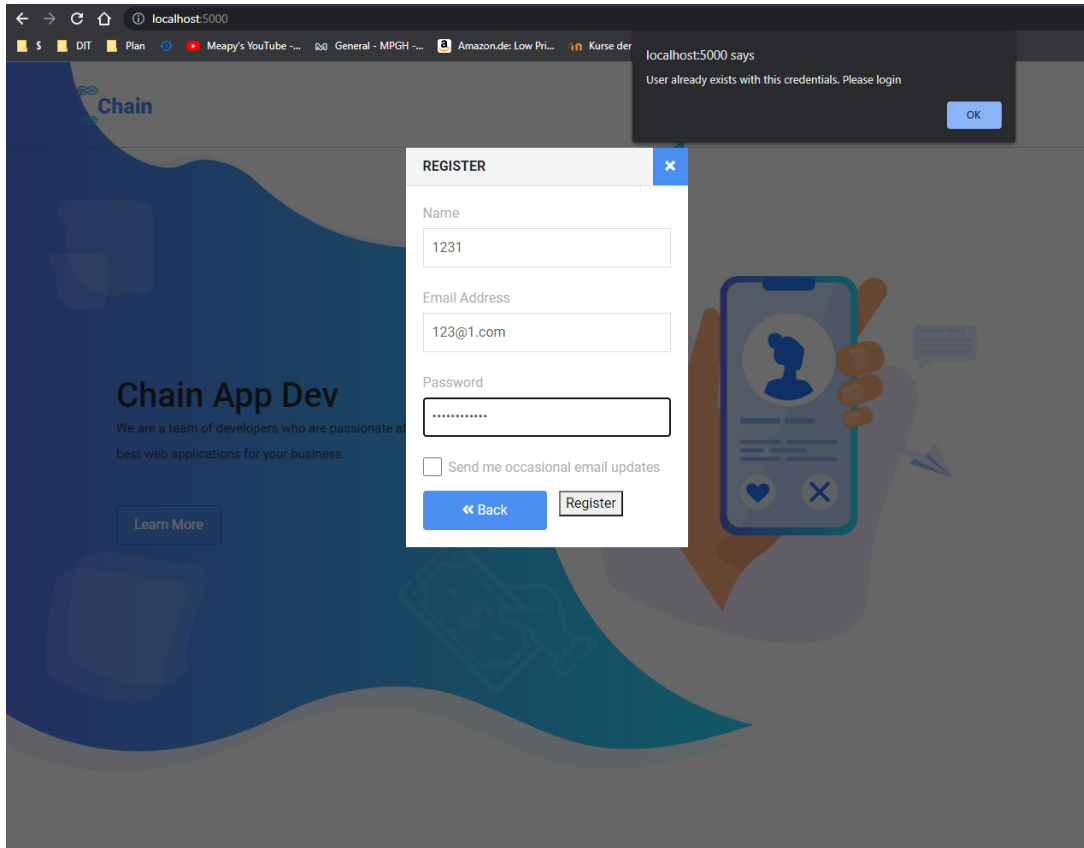 localhost:5000
$ DIT Plan Meapy's YouTube -... General - MPGH -... Amazon.de: Low Pri... Kurse der
localhost:5000 says
User already exists with this credentials. Please login
OK
Chain
REGISTER
Name
1231
Email Address
123@1.com
Password
••••••••••••
Send me occasional email updates
Back
Register
Chain App Dev
We are a team of developers who are passionate
best web applications for your business.
Learn More